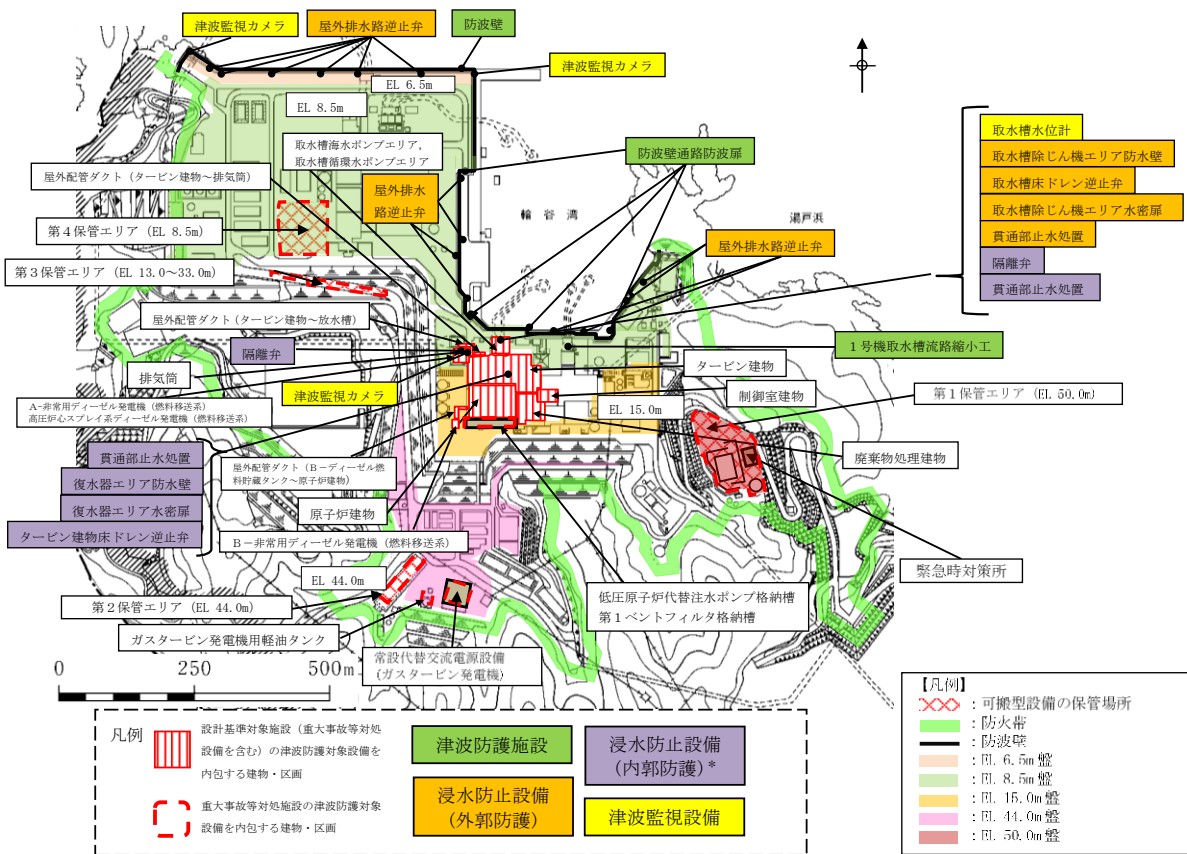 津波監視カメラ
屋外排水路逆止弁
防波壁
津波監視カメラ
EL 6.5m
EL 8.5m
取水槽海水ポンプエリア,
取水槽循環水ポンプエリア
防波壁通路防波扉
屋外配管ダクト（タービン建物～排気筒）
屋外排水
路逆止弁
輪谷湾
湯戸浜
取水槽水位計
取水槽除じん機エリア防水壁
取水槽床ドレン逆止弁
取水槽除じん機エリア水密扉
貫通部止水処置
隔離弁
貫通部止水処置
第4保管エリア（EL 8.5m）
屋外排水路逆止弁
第3保管エリア（EL 13.0～33.0m）
屋外配管ダクト（タービン建物～放水槽）
隔離弁
1号機取水槽流路縮小工
排気筒
タービン建物
津波監視カメラ
制御室建物
第1保管エリア（EL 50.0m）
A-非常用ディーゼル発電機（燃料移送系）
高圧炉心スプレイ系ディーゼル発電機（燃料移送系）
EL 15.0m
貫通部止水処置
復水器エリア防水壁
復水器エリア水密扉
タービン建物床ドレン逆止弁
屋外配管ダクト（B－ディーゼル燃
料貯蔵タンク～原子炉建物）
廃棄物処理建物
原子炉建物
B－非常用ディーゼル発電機（燃料移送系）
緊急時対策所
EL 44.0m
第2保管エリア（EL 44.0m）
低圧原子炉代替注水ポンプ格納槽
第1ベントフィルタ格納槽
ガスタービン発電機用軽油タンク
常設代替交流電源設備
(ガスタービン発電機)
0 250 500m
凡例
設計基準対象施設（重大事故等対処
設備を含む）の津波防護対象設備を
内包する建物・区画
重大事故等対処施設の津波防護対象
設備を内包する建物・区画
津波防護施設
浸水防止設備
（内郭防護）*
浸水防止設備
（外郭防護）
津波監視設備
【凡例】
：可搬型設備の保管場所
：防火帯
：防波壁
：EL 6.5m盤
：EL 8.5m盤
：EL 15.0m盤
：EL 44.0m盤
：EL 50.0m盤